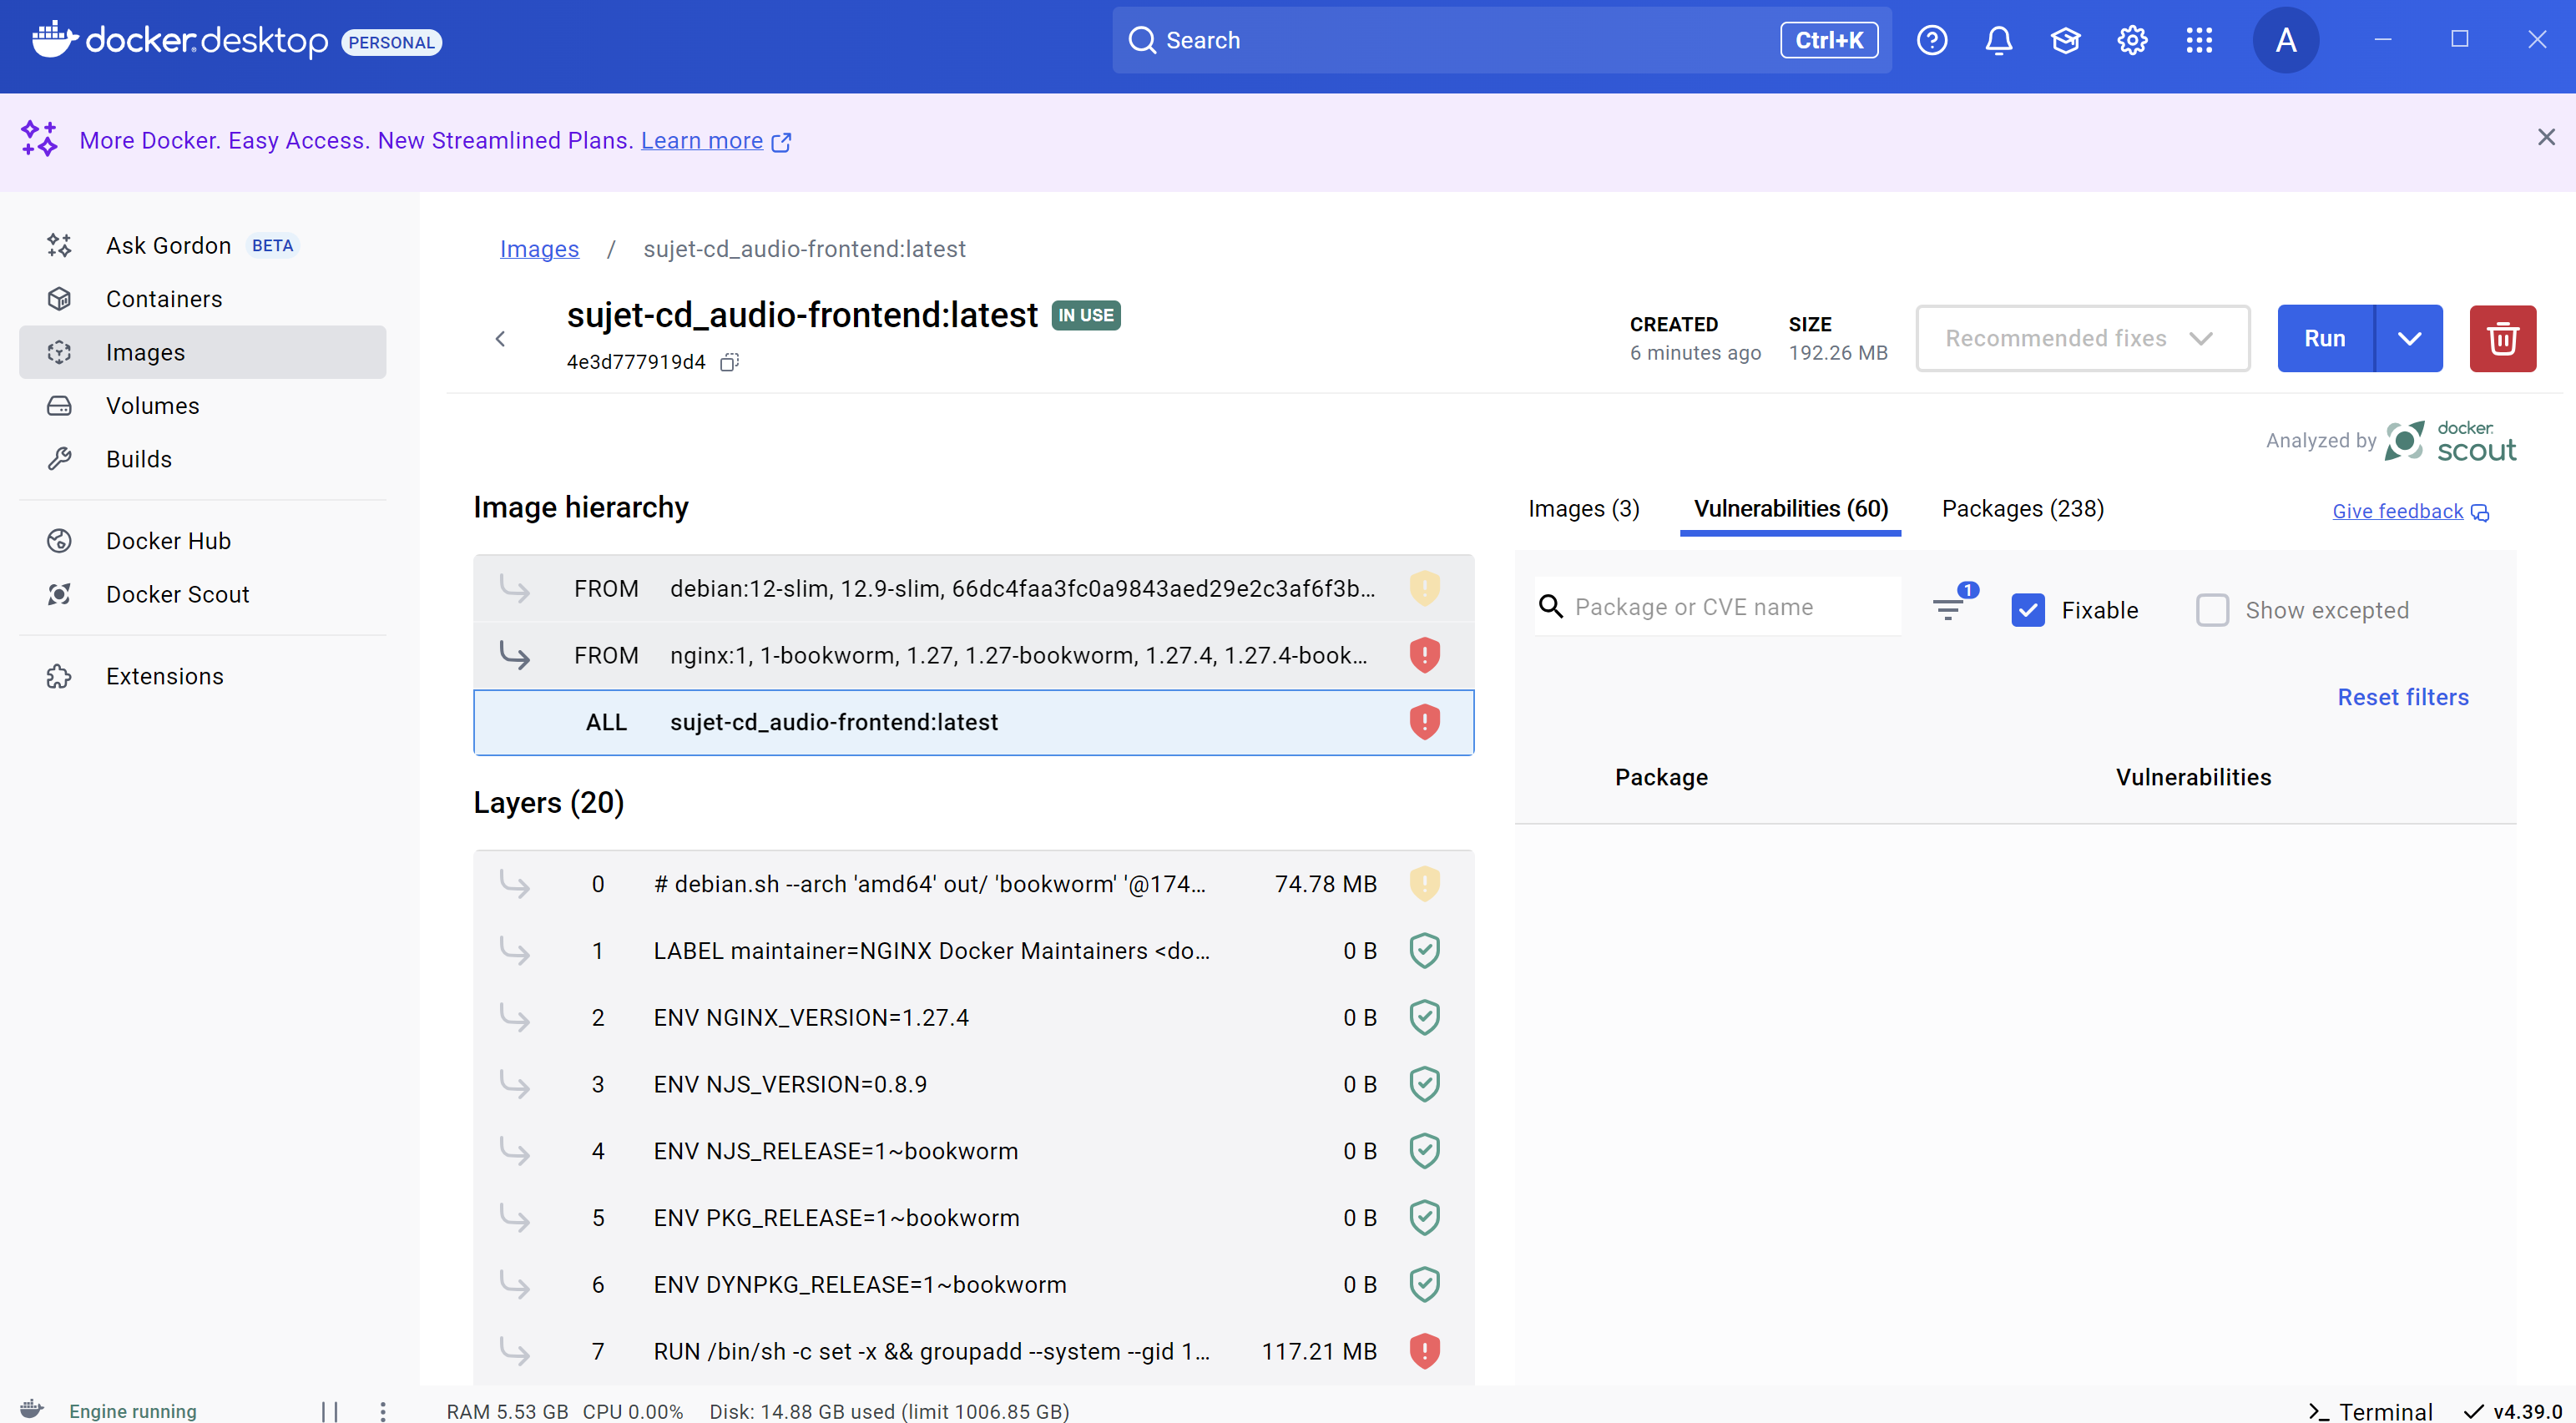 docker.desktop PERSONAL
Search
Ctrl+K
A
More Docker. Easy Access. New Streamlined Plans. Learn more
Ask Gordon BETA
Containers
Images
Volumes
Builds
Docker Hub
Docker Scout
Extensions
Images / sujet-cd_audio-frontend:latest
sujet-cd_audio-frontend:latest IN USE
4e3d777919d4
CREATED
6 minutes ago
SIZE
192.26 MB
Recommended fixes
Run
Analyzed by docker scout
Image hierarchy
FROM debian:12-slim, 12.9-slim, 66dc4faa3fc0a9843aed29e2c3af6f3b...
FROM nginx:1, 1-bookworm, 1.27, 1.27-bookworm, 1.27.4, 1.27.4-book...
ALL sujet-cd_audio-frontend:latest
Layers (20)
0 # debian.sh --arch 'amd64' out/ 'bookworm' '@174... 74.78 MB
1 LABEL maintainer=NGINX Docker Maintainers <do... 0 B
2 ENV NGINX_VERSION=1.27.4 0 B
3 ENV NJS_VERSION=0.8.9 0 B
4 ENV NJS_RELEASE=1~bookworm 0 B
5 ENV PKG_RELEASE=1~bookworm 0 B
6 ENV DYNPKG_RELEASE=1~bookworm 0 B
7 RUN /bin/sh -c set -x && groupadd --system --gid 1... 117.21 MB
Images (3)
Vulnerabilities (60)
Packages (238)
Give feedback
Package or CVE name
1
Fixable
Show excepted
Reset filters
Package
Vulnerabilities
Engine running
RAM 5.53 GB CPU 0.00% Disk: 14.88 GB used (limit 1006.85 GB)
Terminal
v4.39.0